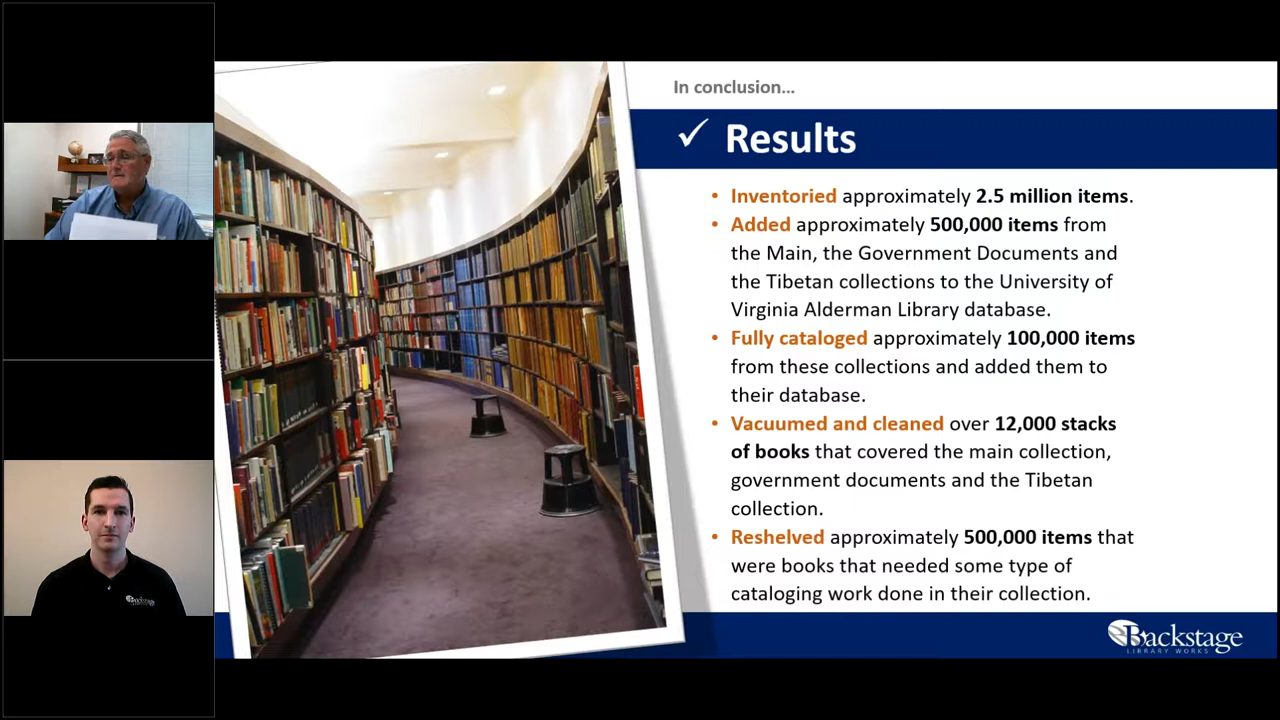 In conclusion...
✓ Results
• Inventoried approximately 2.5 million items.
• Added approximately 500,000 items from
the Main, the Government Documents and
the Tibetan collections to the University of
Virginia Alderman Library database.
• Fully cataloged approximately 100,000 items
from these collections and added them to
their database.
• Vacuumed and cleaned over 12,000 stacks
of books that covered the main collection,
government documents and the Tibetan
collection.
• Reshelved approximately 500,000 items that
were books that needed some type of
cataloging work done in their collection.
Backstage
LIBRARY WORKS
Backstage